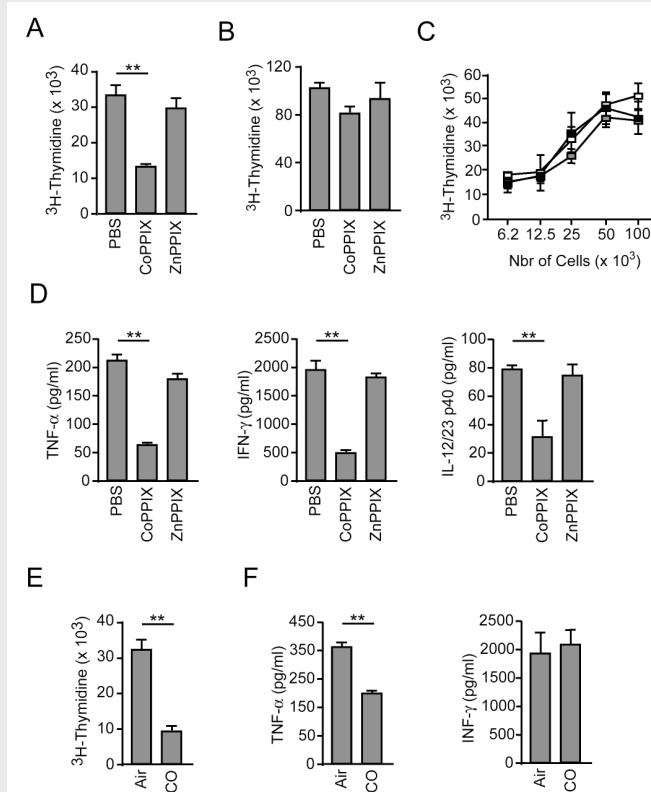 A
³H-Thymidine (x 10³)
40
30
20
10
0
**
PBS
CoPPIX
ZnPPIX
B
³H-Thymidine (x 10³)
120
80
40
0
PBS
CoPPIX
ZnPPIX
C
³H-Thymidine (x 10³)
60
50
40
30
20
10
0
6.2 12.5 25 50 100
Nbr of Cells (x 10³)
D
TNF-α (pg/ml)
250
200
150
100
50
0
**
PBS
CoPPIX
ZnPPIX
IFN-γ (pg/ml)
2500
2000
1500
1000
500
0
**
PBS
CoPPIX
ZnPPIX
IL-12/23 p40 (pg/ml)
100
80
60
40
20
0
**
PBS
CoPPIX
ZnPPIX
E
³H-Thymidine (x 10³)
40
30
20
10
0
**
Air
CO
F
TNF-α (pg/ml)
450
350
250
150
0
**
Air
CO
INF-γ (pg/ml)
2500
2000
1500
1000
500
0
Air
CO